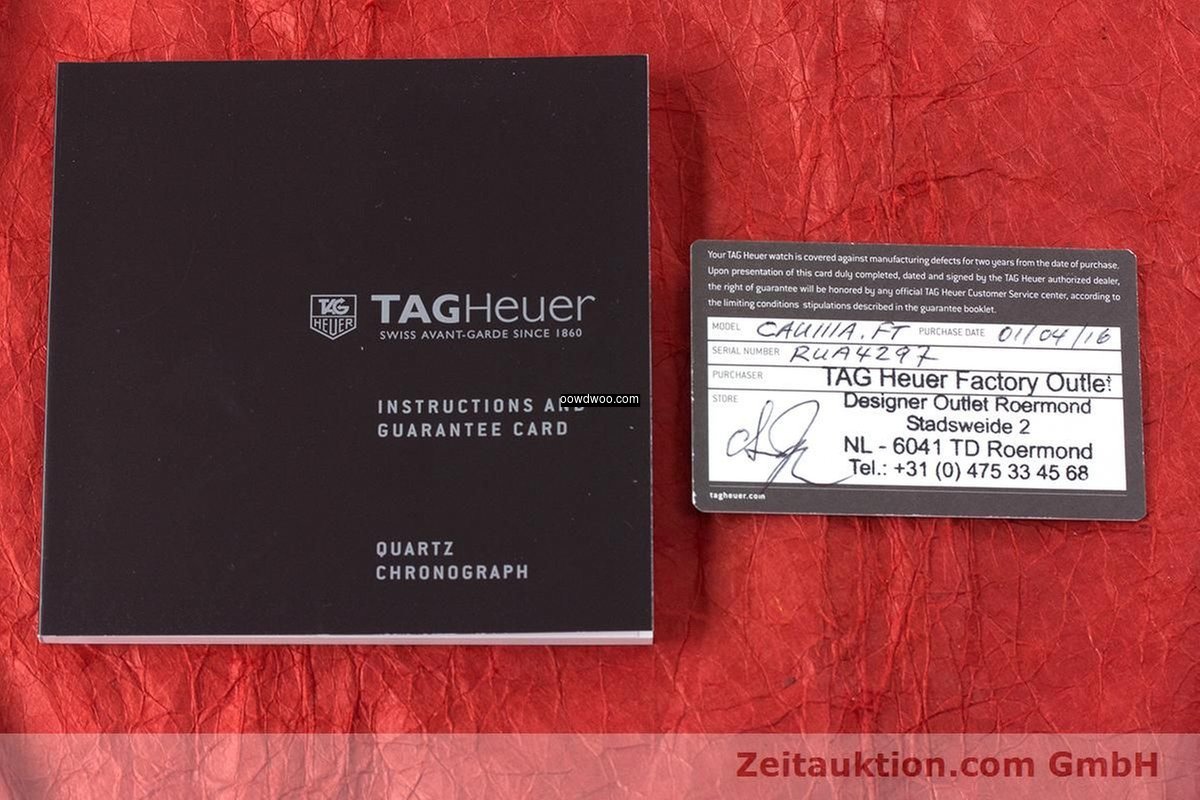 TAG
HEUER
TAGHeuer
SWISS AVANT-GARDE SINCE 1860
INSTRUCTIONS AND
powdwoo.com
GUARANTEE CARD
QUARTZ
CHRONOGRAPH
Your TAG Heuer watch is covered against manufacturing defects for two years from the date of purchase.
Upon presentation of this card duly completed, dated and signed by the TAG Heuer authorized dealer,
the right of guarantee will be honored by any official TAG Heuer Customer Service center, according to
the limiting conditions stipulations described in the guarantee booklet.
MODEL CAU111A.FT PURCHASE DATE 01/04/16
SERIAL NUMBER RUA4297
PURCHASER TAG Heuer Factory Outlet
STORE Designer Outlet Roermond
Stadsweide 2
NL - 6041 TD Roermond
Tel.: +31 (0) 475 33 45 68
tagheuer.com
Zeitauktion.com GmbH